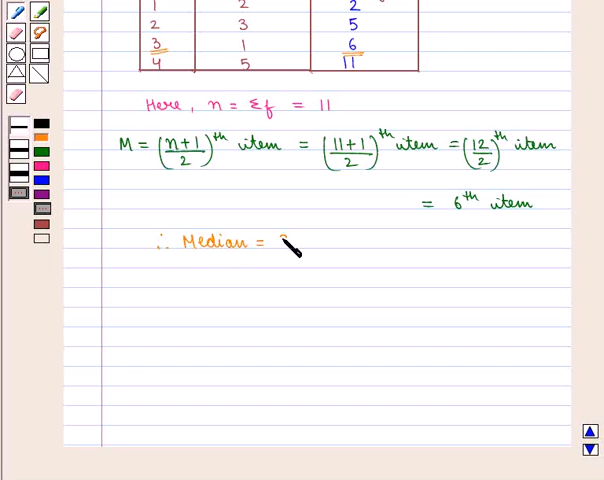 1 2 2
2 3 5
3 1 6
4 5 11
Here, n = Σf = 11
M = (n+1/2)th item = (11+1/2)th item = (12/2)th item
= 6th item
∴ Median =